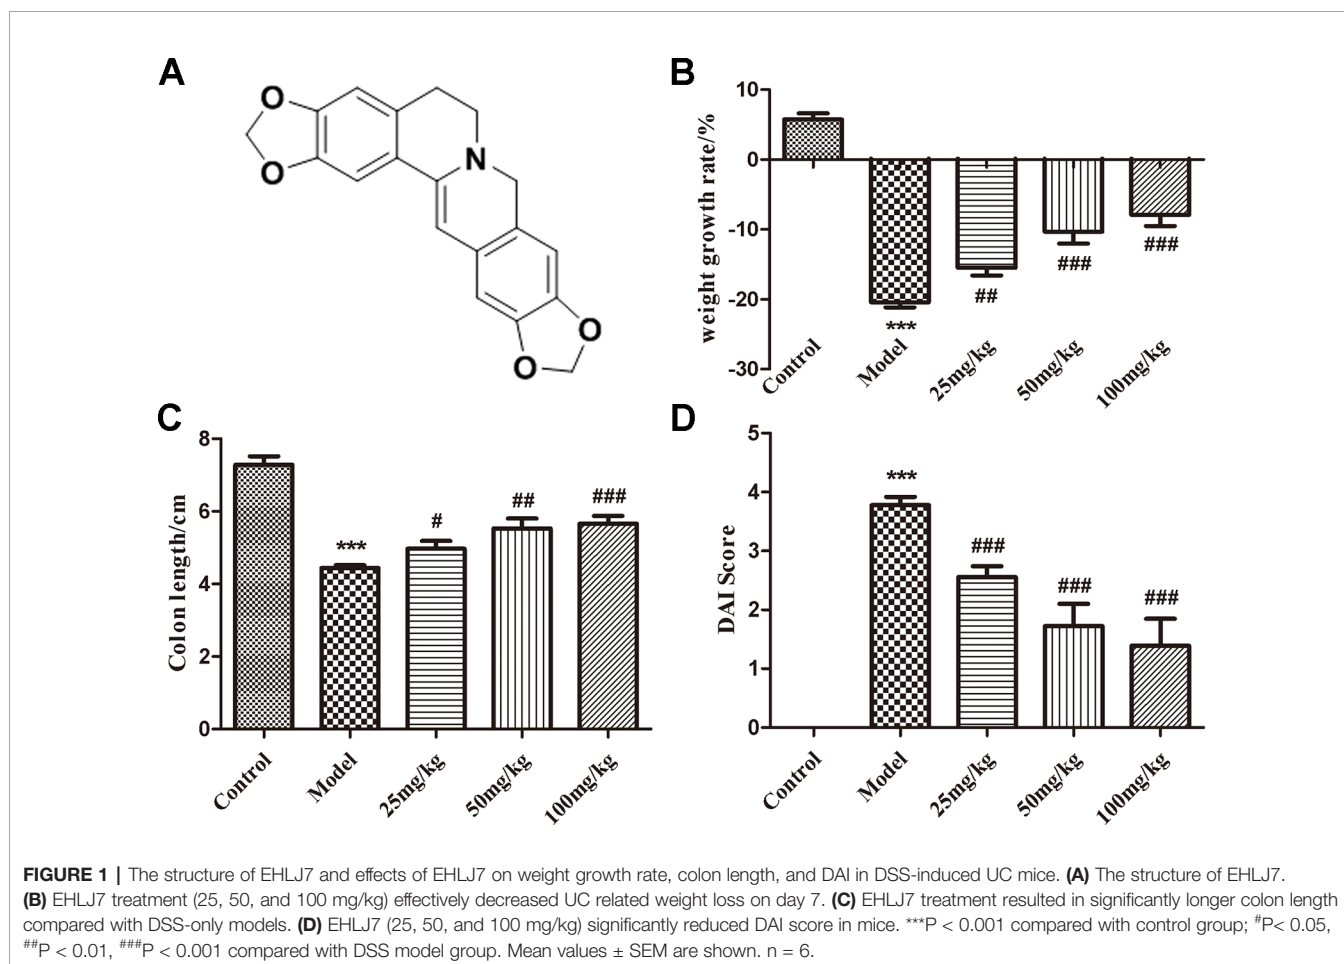 A
O
O
N
O
O
B
weight growth rate/%
10
0
-10
-20
-30
***
##
###
###
Control
Model
25mg/kg
50mg/kg
100mg/kg
C
Colon length/cm
8
6
4
2
0
***
#
##
###
Control
Model
25mg/kg
50mg/kg
100mg/kg
D
DAI Score
5
4
3
2
1
0
***
###
###
###
Control
Model
25mg/kg
50mg/kg
100mg/kg
FIGURE 1 | The structure of EHLJ7 and effects of EHLJ7 on weight growth rate, colon length, and DAI in DSS-induced UC mice. (A) The structure of EHLJ7.
(B) EHLJ7 treatment (25, 50, and 100 mg/kg) effectively decreased UC related weight loss on day 7. (C) EHLJ7 treatment resulted in significantly longer colon length
compared with DSS-only models. (D) EHLJ7 (25, 50, and 100 mg/kg) significantly reduced DAI score in mice. ***P < 0.001 compared with control group; #P< 0.05,
##P < 0.01, ###P < 0.001 compared with DSS model group. Mean values ± SEM are shown. n = 6.